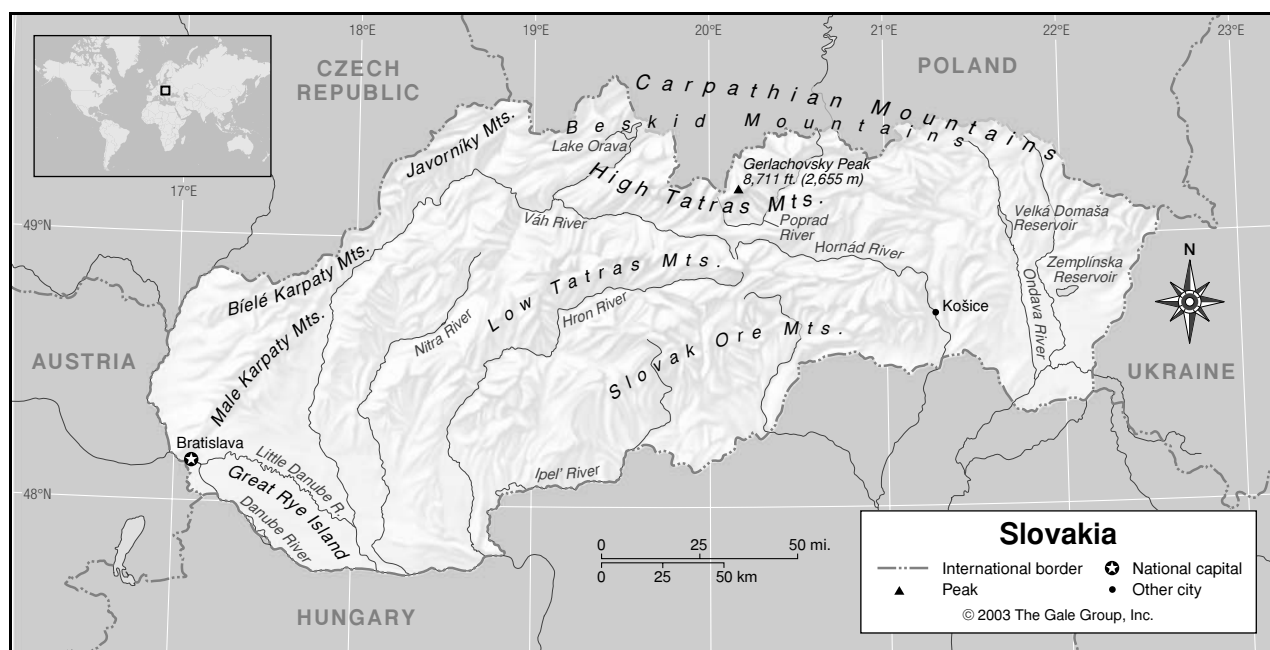 18°E
19°E
20°E
21°E
22°E
23°E
CZECH
REPUBLIC
POLAND
Carpathian Mountains
Beskid Mountains
Lake Orava
Javorníky Mts.
Gerlachovsky Peak
8,711 ft. (2,655 m)
High Tatras Mts.
17°E
49°N
Váh River
Poprad
River
Hornád River
Velká Domaša
Reservoir
Zemplínska
Reservoir
N
Bíelé Karpaty Mts.
Low Tatras Mts.
Hron River
Nitra River
Ondava River
Košice
Slovak Ore Mts.
AUSTRIA
UKRAINE
Male Karpaty Mts.
Bratislava
Little Danube R.
Great Rye Island
Danube River
Ipel' River
48°N
HUNGARY
0 25 50 mi.
0 25 50 km
Slovakia
International border
National capital
Peak
Other city
© 2003 The Gale Group, Inc.